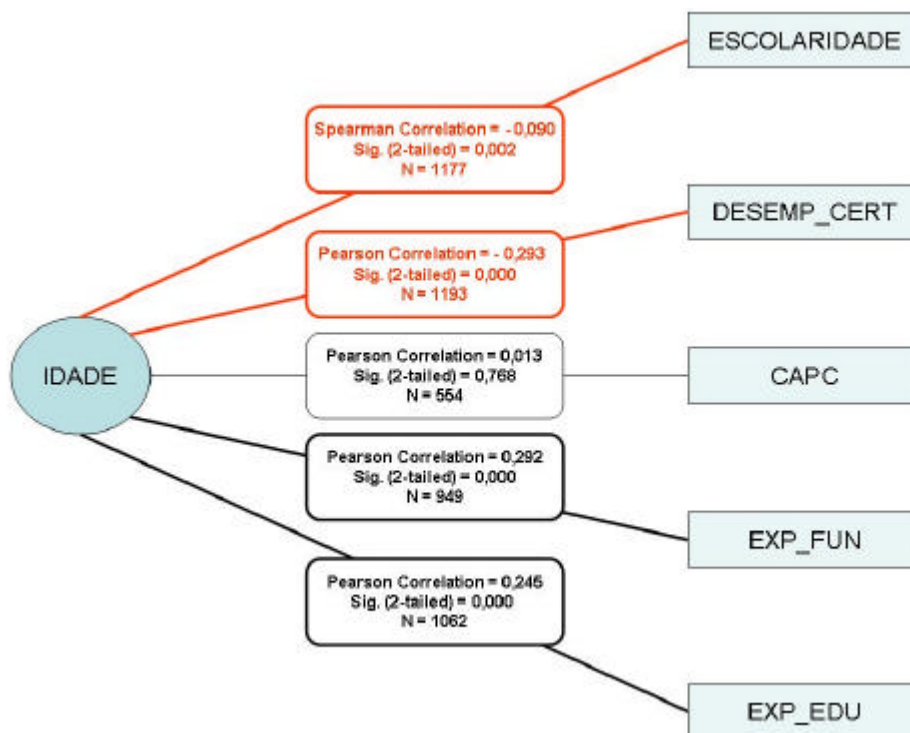 ESCOLARIDADE
Spearman Correlation = - 0,090
Sig. (2-tailed) = 0,002
N = 1177
DESEMP_CERT
Pearson Correlation = - 0,293
Sig. (2-tailed) = 0,000
N = 1193
IDADE
Pearson Correlation = 0,013
Sig. (2-tailed) = 0,768
N = 554
CAPC
Pearson Correlation = 0,292
Sig. (2-tailed) = 0,000
N = 949
EXP_FUN
Pearson Correlation = 0,245
Sig. (2-tailed) = 0,000
N = 1062
EXP_EDU